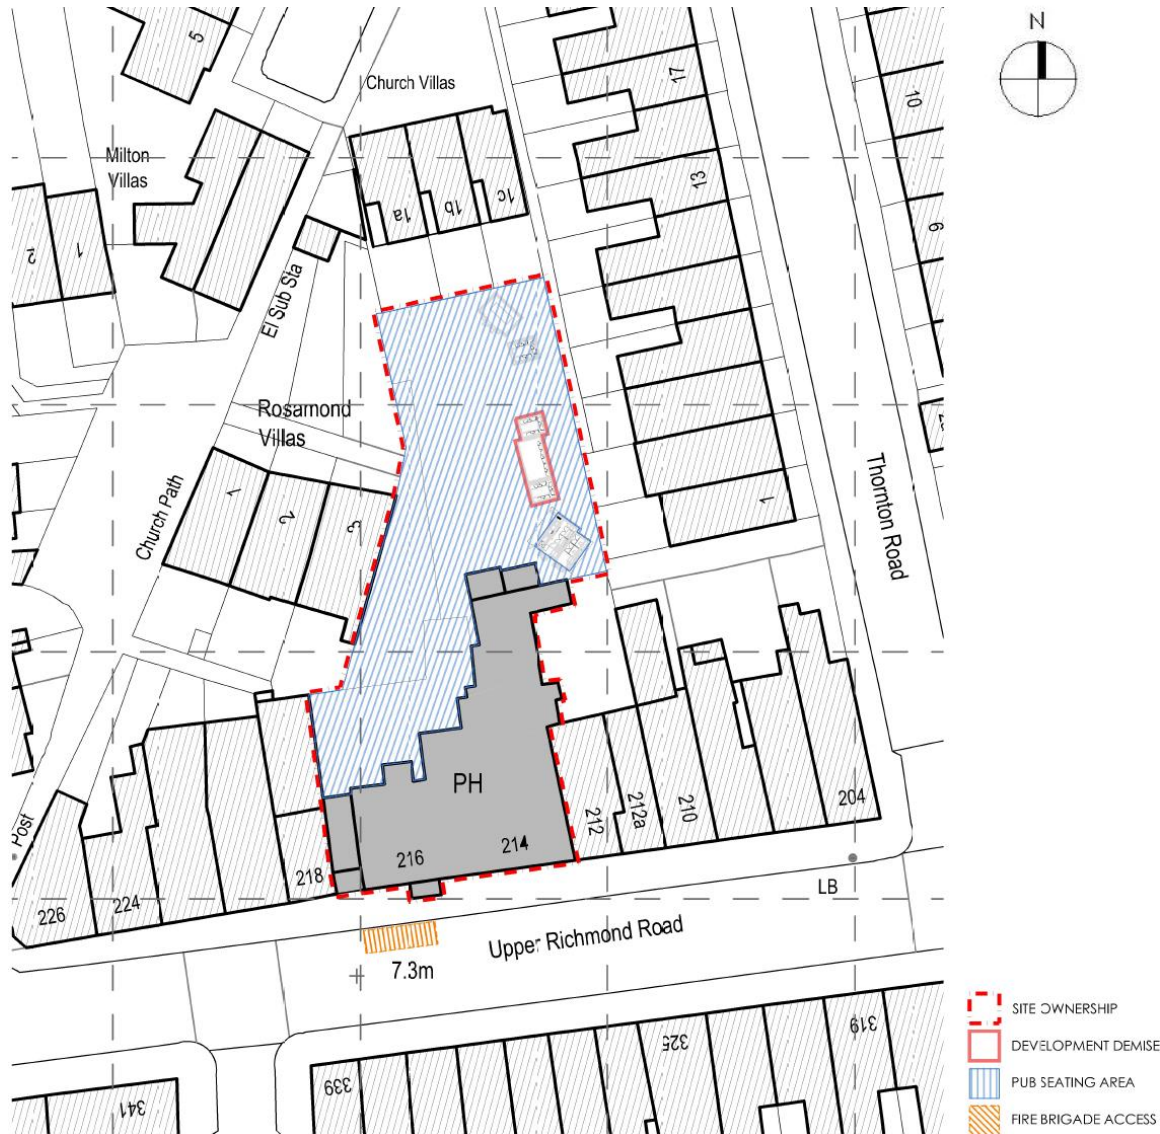 N
5
Church Villas
17
10
Milton
Villas
13
1a
1b
1c
6
2
1
El Sub Sta
Rosamond
Villas
1
2
3
1
Church Path
Thornton Road
PH
Post
226
224
218
216
214
212
212a
210
204
LB
Upper Richmond Road
7.3m
341
339
325
319
SITE OWNERSHIP
DEVELOPMENT DEMISE
PUB SEATING AREA
FIRE BRIGADE ACCESS